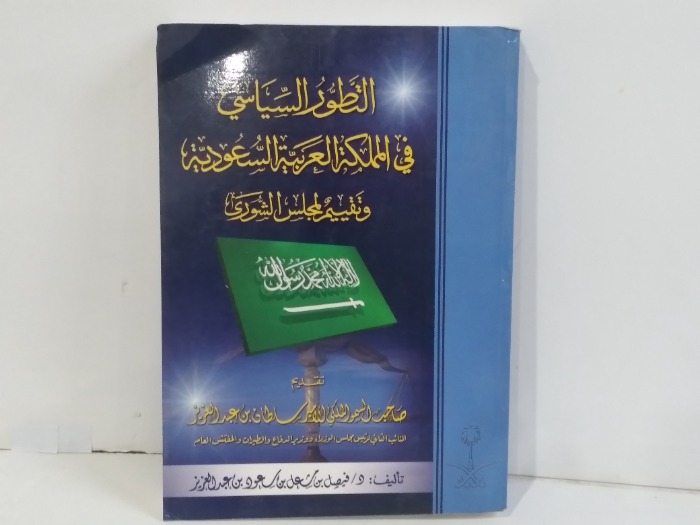 التطور السياسي
في المملكة العربية السعودية
وتقييم لمجلس الشورى
لا إله إلا الله محمد رسول الله
تقديم
صاحب السمو الملكي الأمير سلطان بن عبد العزيز
النائب الثاني لرئيس مجلس الوزراء ووزير الدفاع والطيران والمفتش العام
تأليف: د/ فيصل بن مشعل بن سعود بن عبد العزيز